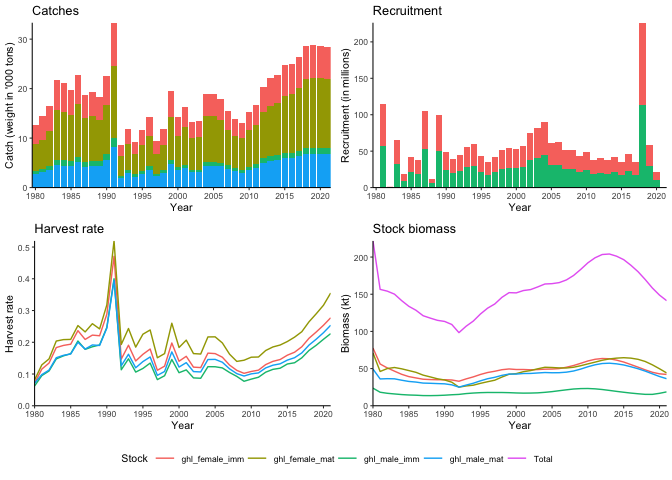 Catches
Catch (weight in '000 tons)
30
20
10
0
1980 1985 1990 1995 2000 2005 2010 2015 2020
Year
Recruitment
Recruitment (in millions)
200
150
100
50
0
1980 1985 1990 1995 2000 2005 2010 2015 2020
Year
Harvest rate
Harvest rate
0.5
0.4
0.3
0.2
0.1
0.0
1980 1985 1990 1995 2000 2005 2010 2015 2020
Year
Stock biomass
Biomass (kt)
200
150
100
50
0
1980 1985 1990 1995 2000 2005 2010 2015 2020
Year
Stock ghl_female_imm ghl_female_mat ghl_male_imm ghl_male_mat Total